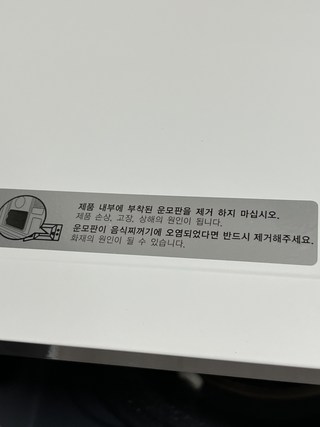 제품 내부에 부착된 운모판을 제거 하지 마십시오.
제품 손상, 고장, 상해의 원인이 됩니다.
운모판이 음식찌꺼기에 오염되었다면 반드시 제거해주세요.
화재의 원인이 될 수 있습니다.